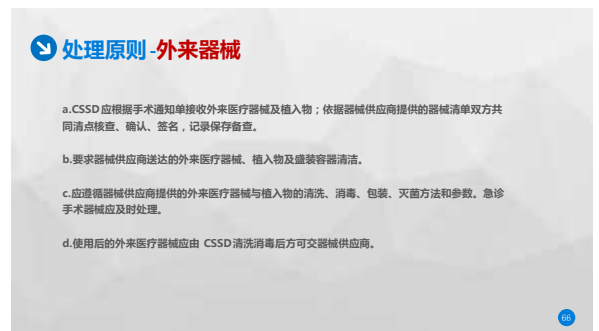 处理原则-外来器械
a.CSSD应根据手术通知单接收外来医疗器械及植入物；依据器械供应商提供的器械清单双方共
同清点核查、确认、签名，记录保存备查。
b.要求器械供应商送达的外来医疗器械、植入物及盛装容器清洁。
c.应遵循器械供应商提供的外来医疗器械与植入物的清洗、消毒、包装、灭菌方法和参数。急诊
手术器械应及时处理。
d.使用后的外来医疗器械应由 CSSD清洗消毒后方可交器械供应商。
66